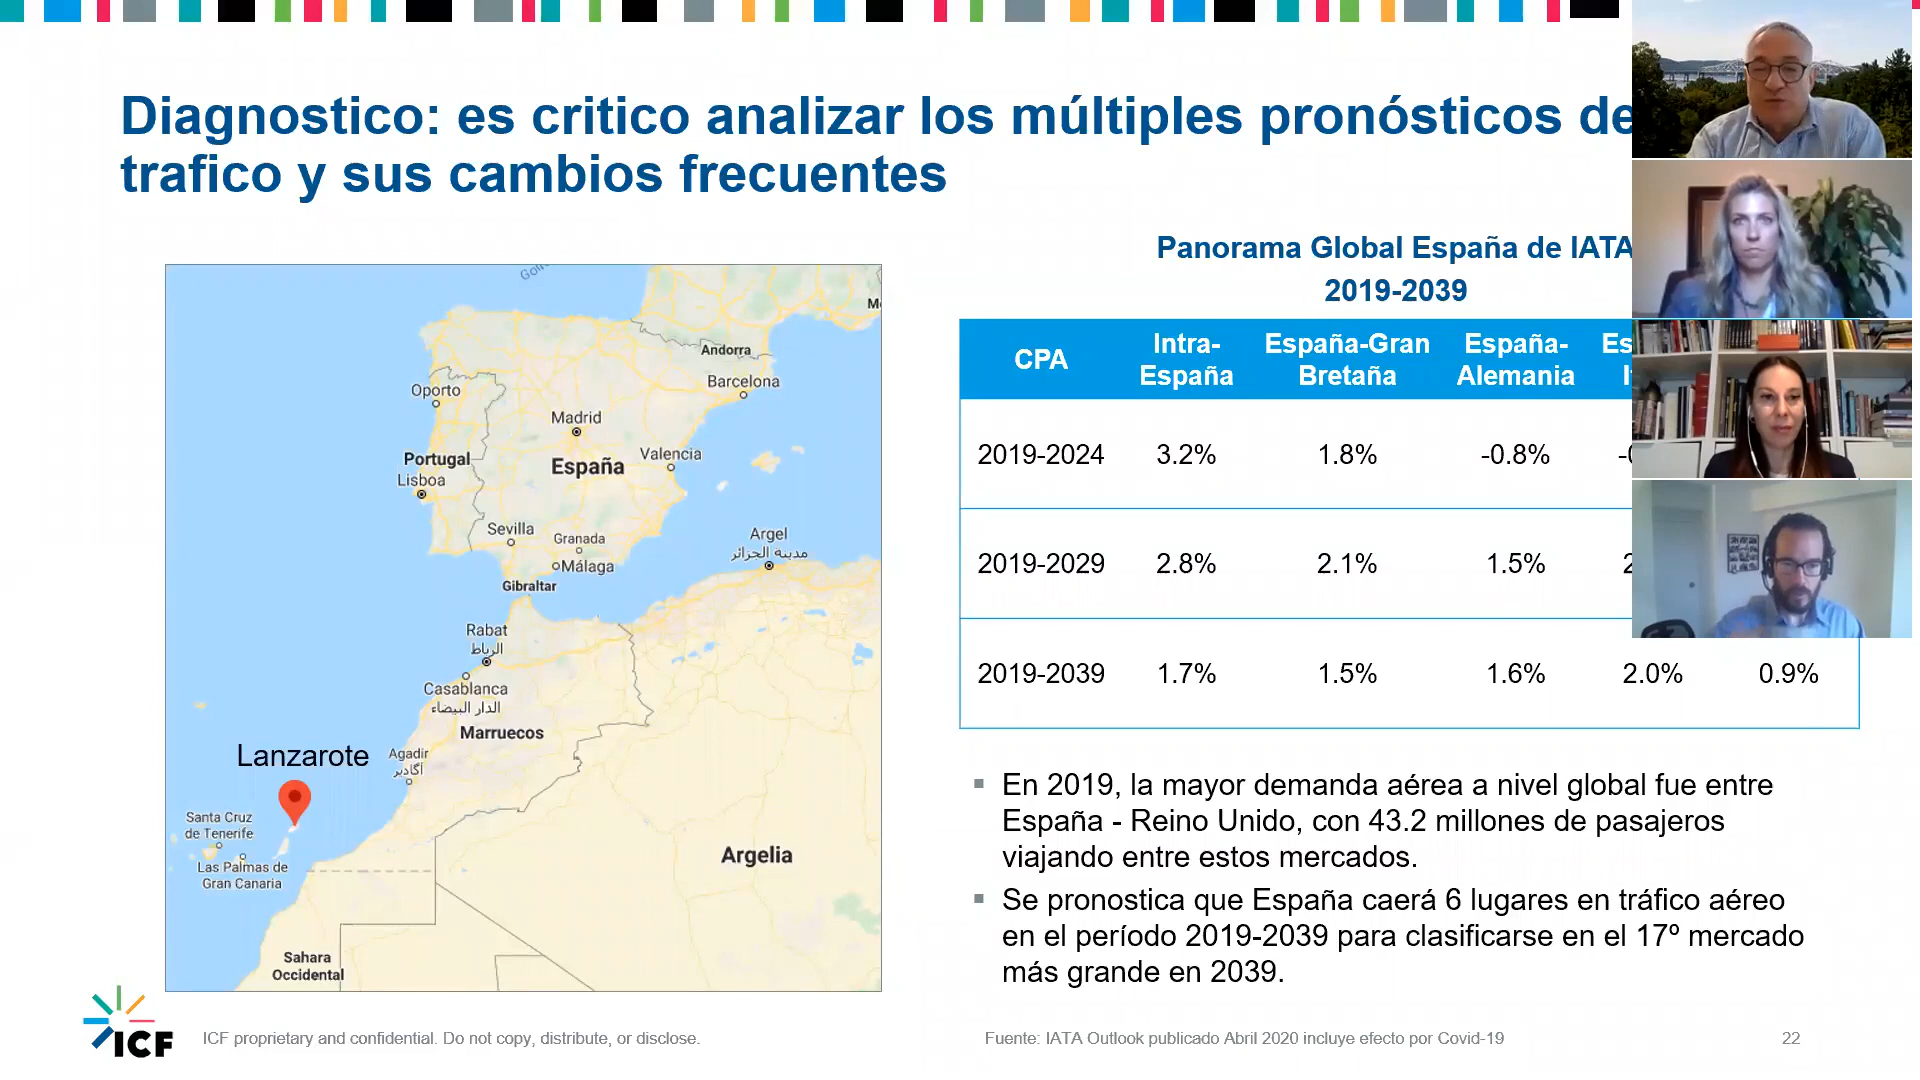 Diagnostico: es critico analizar los múltiples pronósticos de
trafico y sus cambios frecuentes
Andorra
Oporto
Barcelona
Madrid
Portugal
Valencia
España
Lisboa
Sevilla
Granada
Argel
مدينة الجزائر
Málaga
Gibraltar
Rabat
الرباط
Casablanca
الدار البيضاء
Marruecos
Lanzarote
Agadir
أكادير
Santa Cruz
de Tenerife
Las Palmas de
Gran Canaria
Argelia
Sahara
Occidental
Panorama Global España de IATA
2019-2039
CPA Intra-España España-Gran Bretaña España-Alemania
2019-2024 3.2% 1.8% -0.8%
2019-2029 2.8% 2.1% 1.5%
2019-2039 1.7% 1.5% 1.6% 2.0% 0.9%
En 2019, la mayor demanda aérea a nivel global fue entre
España - Reino Unido, con 43.2 millones de pasajeros
viajando entre estos mercados.
Se pronostica que España caerá 6 lugares en tráfico aéreo
en el período 2019-2039 para clasificarse en el 17º mercado
más grande en 2039.
ICF
ICF proprietary and confidential. Do not copy, distribute, or disclose.
Fuente: IATA Outlook publicado Abril 2020 incluye efecto por Covid-19
22